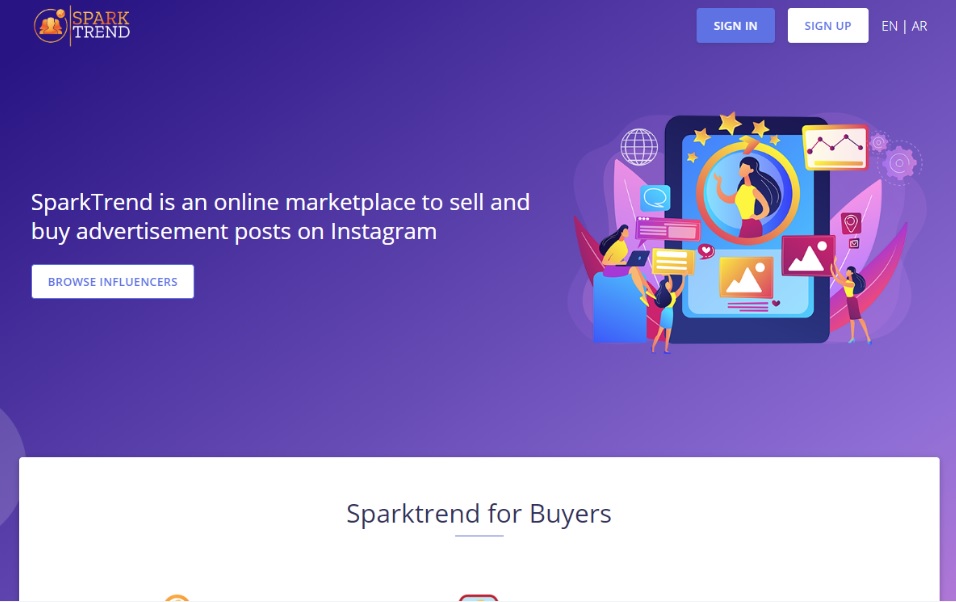 SPARK
TREND
SIGN IN
SIGN UP
EN | AR
SparkTrend is an online marketplace to sell and
buy advertisement posts on Instagram
BROWSE INFLUENCERS
Sparktrend for Buyers